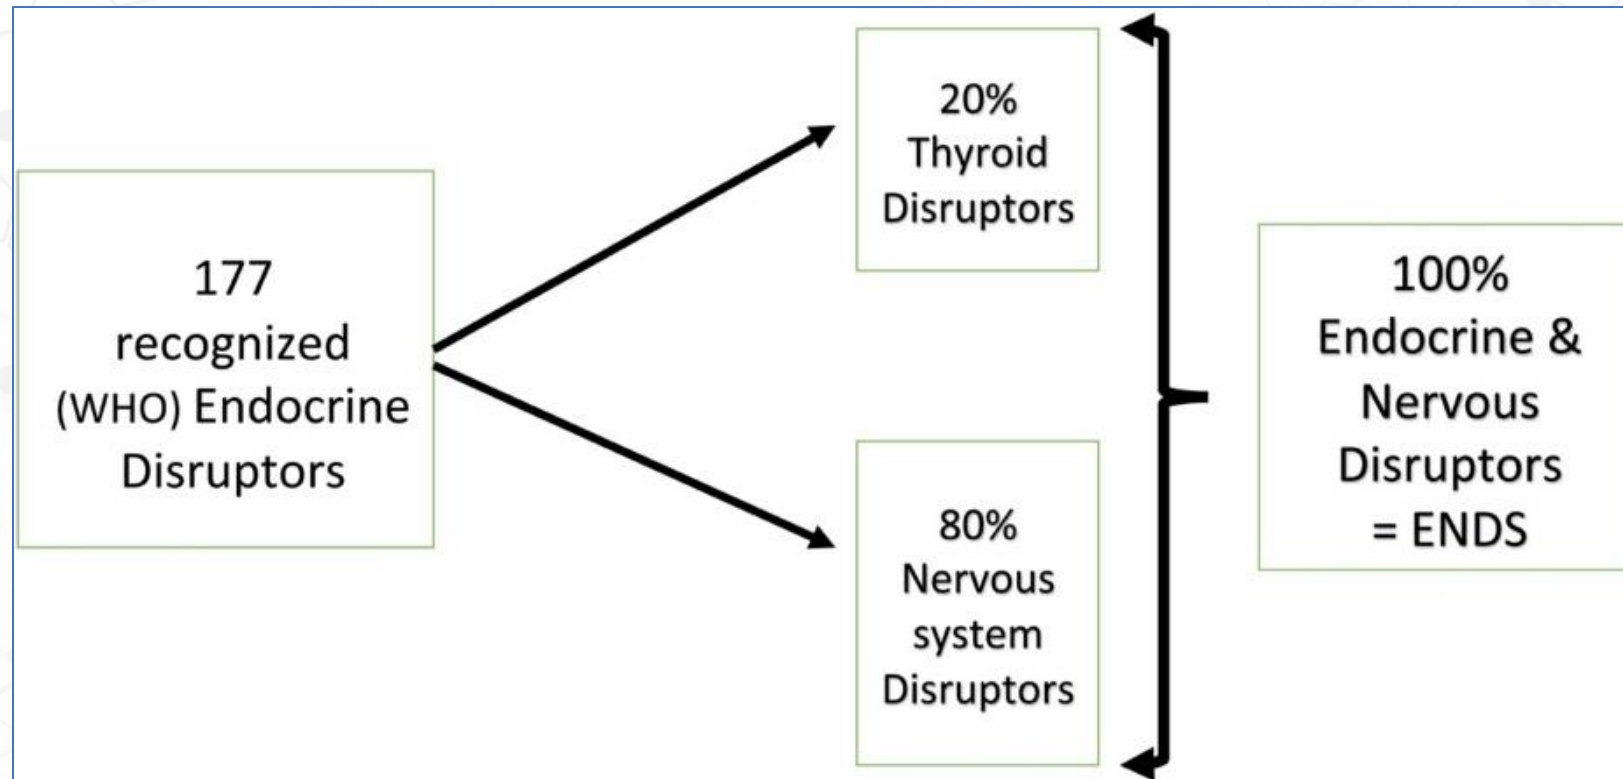 177
recognized
(WHO) Endocrine
Disruptors
20%
Thyroid
Disruptors
80%
Nervous
system
Disruptors
100%
Endocrine &
Nervous
Disruptors
= ENDS